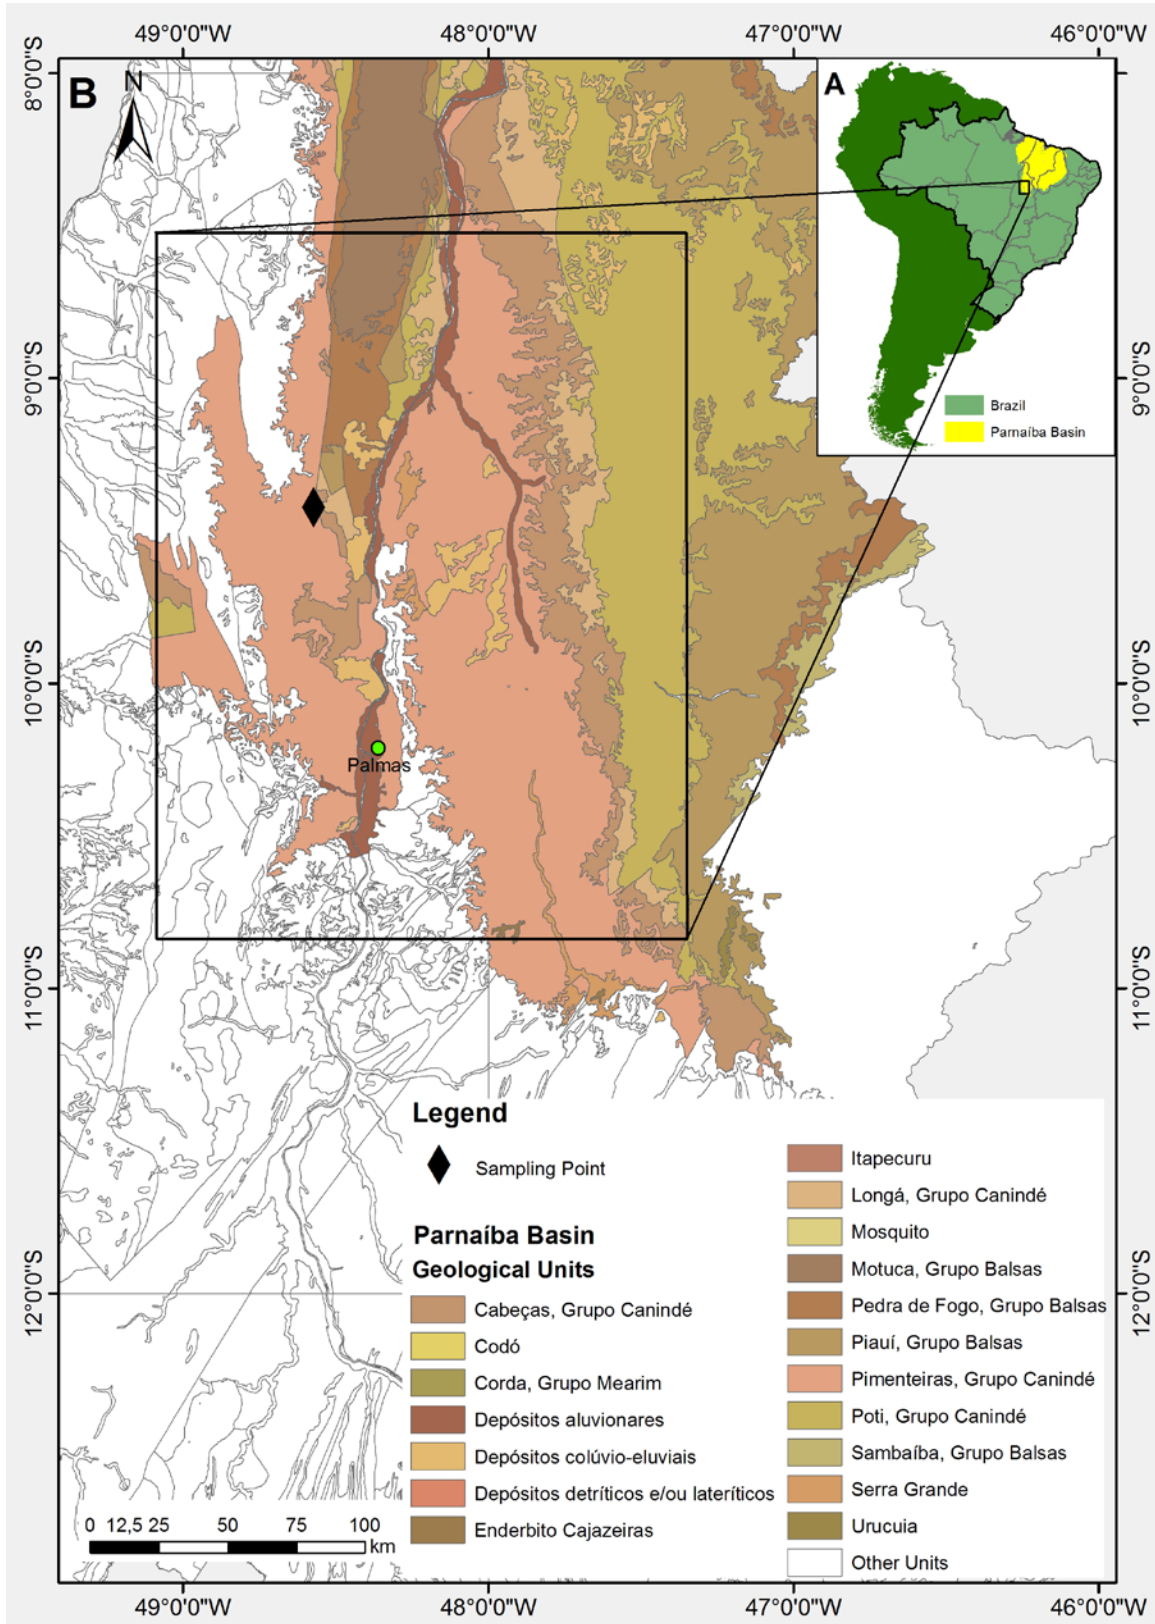 49°0'0"W 48°0'0"W 47°0'0"W 46°0'0"W
8°0'0"S
B
N
A
Brazil
Parnaíba Basin
9°0'0"S
9°0'0"S
10°0'0"S
10°0'0"S
Palmas
11°0'0"S
11°0'0"S
12°0'0"S
12°0'0"S
Legend
Sampling Point
Parnaíba Basin
Geological Units
Cabeças, Grupo Canindé
Codó
Corda, Grupo Mearim
Depósitos aluvionares
Depósitos colúvio-eluviais
Depósitos detríticos e/ou lateríticos
Enderbito Cajazeiras
Itapecuru
Longá, Grupo Canindé
Mosquito
Motuca, Grupo Balsas
Pedra de Fogo, Grupo Balsas
Piauí, Grupo Balsas
Pimenteiras, Grupo Canindé
Poti, Grupo Canindé
Sambaíba, Grupo Balsas
Serra Grande
Urucuia
Other Units
0 12,5 25 50 75 100
km
49°0'0"W 48°0'0"W 47°0'0"W 46°0'0"W